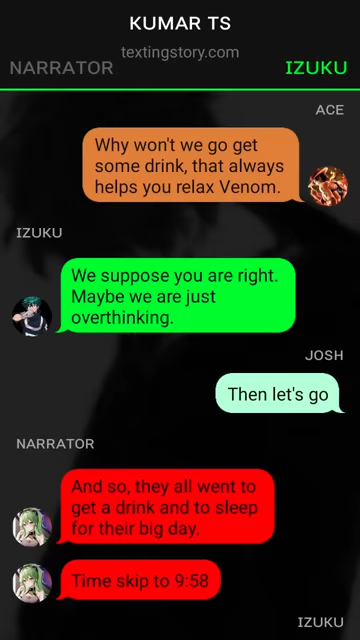 KUMAR TS
textingstory.com
NARRATOR IZUKU
ACE
Why won't we go get
some drink, that always
helps you relax Venom.
IZUKU
We suppose you are right.
Maybe we are just
overthinking.
JOSH
Then let's go
NARRATOR
And so, they all went to
get a drink and to sleep
for their big day.
Time skip to 9:58
IZUKU